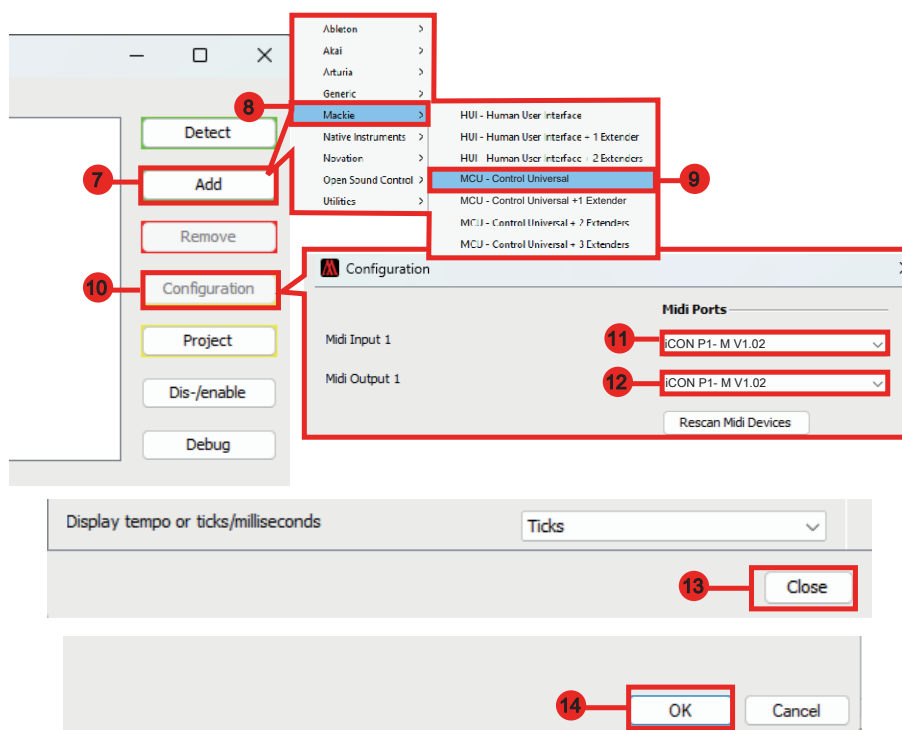 Ableton >
Akai >
Arturia >
Generic >
8
Mackie >
Native Instruments >
Novation >
Open Sound Control >
Utilities >
HUI - Human User Interface
HUI - Human User Interface + 1 Extender
HUI - Human User Interface + 2 Extenders
MCU - Control Universal
9
MCU - Control Universal +1 Extender
MCU - Control Universal + 2 Extenders
MCU - Control Universal + 3 Extenders
Detect
7
Add
Remove
10
Configuration
Project
Dis-/enable
Debug
Configuration
Midi Ports
Midi Input 1
11
iCON P1- M V1.02
Midi Output 1
12
iCON P1- M V1.02
Rescan Midi Devices
Display tempo or ticks/milliseconds
Ticks
13
Close
14
OK
Cancel